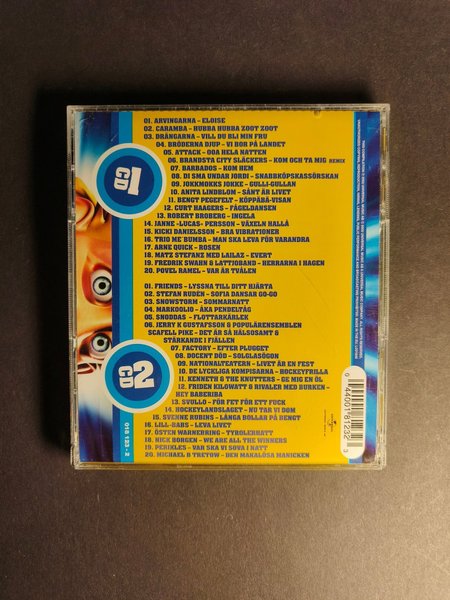 CD 1
01. ARVINGARNA – ELOISE
02. CARAMBA – HUBBA HUBBA ZOOT ZOOT
03. DRÄNGARNA – VILL DU BLI MIN FRU
04. BRÖDERNA DJUP – VI BOR PÅ LANDET
05. ATTACK – OOA HELA NATTEN
06. BRANDSTA CITY SLÄCKERS – KOM OCH TA MIG REMIX
07. BARBADOS – KOM HEM
08. DI SMA UNDAR JORDI – SNABBKÖPSKASSÖRSKAN
09. JOKKMOKKS JOKKE – GULLI-GULLAN
10. ANITA LINDBLOM – SÅNT ÄR LIVET
11. BENGT PEGEFELT – KÖPPÄBÄ-VISAN
12. CURT HAAGERS – FÅGELDANSEN
13. ROBERT BROBERG – INGELA
14. JANNE -LUCAS- PERSSON – VÄXELN HALLÅ
15. KICKI DANIELSSON – BRA VIBRATIONER
16. TRIO ME' BUMBA – MAN SKA LEVA FÖR VARANDRA
17. ARNE QUICK – ROSEN
18. MATZ STEFANZ MED LAILAZ – EVERT
19. FREDRIK SWAHN & LATTJOBAND – HERRARNA I HAGEN
20. POVEL RAMEL – VAR ÄR TVÅLEN
CD 2
01. FRIENDS – LYSSNA TILL DITT HJÄRTA
02. STEFAN RUDÉN – SOFIA DANSAR GO-GO
03. SNOWSTORM – SOMMARNATT
04. MARKOOLIO – ÅKA PENDELTÅG
05. SNODDAS – FLOTTARKÄRLEK
06. JERRY K GUSTAFSSON & POPULÄRENSEMBLEN
SCAFELL PIKE – DET ÄR SÅ HÄLSOSAMT &
STÄRKANDE I FJÄLLEN
07. FACTORY – EFTER PLUGGET
08. DOCENT DÖD – SOLGLASÖGON
09. NATIONALTEATERN – LIVET ÄR EN FEST
10. DE LYCKLIGA KOMPISARNA – HOCKEYFRILLA
11. KENNETH & THE KNUTTERS – GE MIG EN ÖL
12. FRIDEN KILOWATT & RIVALER MED BURKEN –
HEY BABERIBA
13. SVULLO – FÖR FET FÖR ETT FUCK
14. HOCKEYLANDSLAGET – NU TAR VI DOM
15. SVENNE RUBINS – LÅNGA BOLLAR PÅ BENGT
16. LILL-BABS – LEVA LIVET
17. ÖSTEN WARNERBRING – TYROLERHATT
18. NICK BORGEN – WE ARE ALL THE WINNERS
19. PERIKLES – VAR SKA VI SOVA I NATT
20. MICHAEL B TRETOW – DEN MAKALÖSA MANICKEN
056 123-2